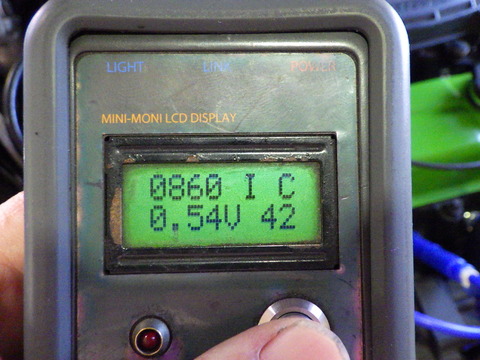 LIGHT LINK POWER
MINI-MONI LCD DISPLAY
0860 I C
0.54V 42